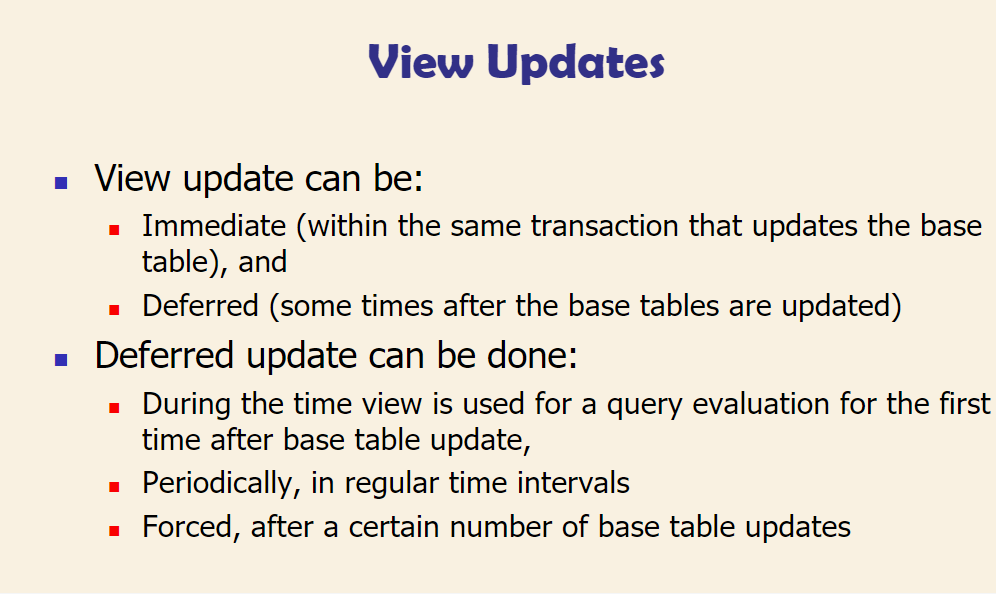 View Updates
View update can be:
Immediate (within the same transaction that updates the base
table), and
Deferred (some times after the base tables are updated)
Deferred update can be done:
During the time view is used for a query evaluation for the first
time after base table update,
Periodically, in regular time intervals
Forced, after a certain number of base table updates